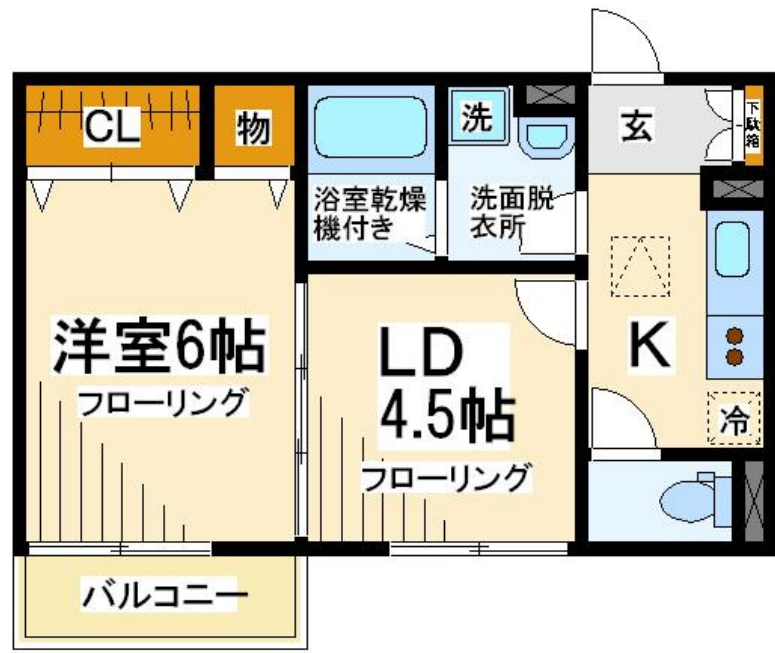 CL
物
洗
玄
下駄箱
浴室乾燥
機付き
洗面脱
衣所
洋室6帖
フローリング
LD
4.5帖
フローリング
K
冷
バルコニー